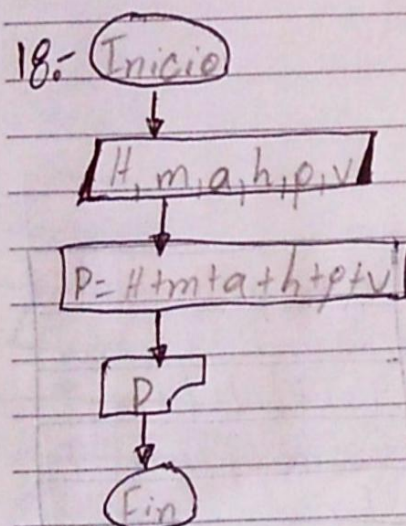 18.- Inicio
H, m, a, h, p, v
P= H+m+a+h+p+v
P
Fin